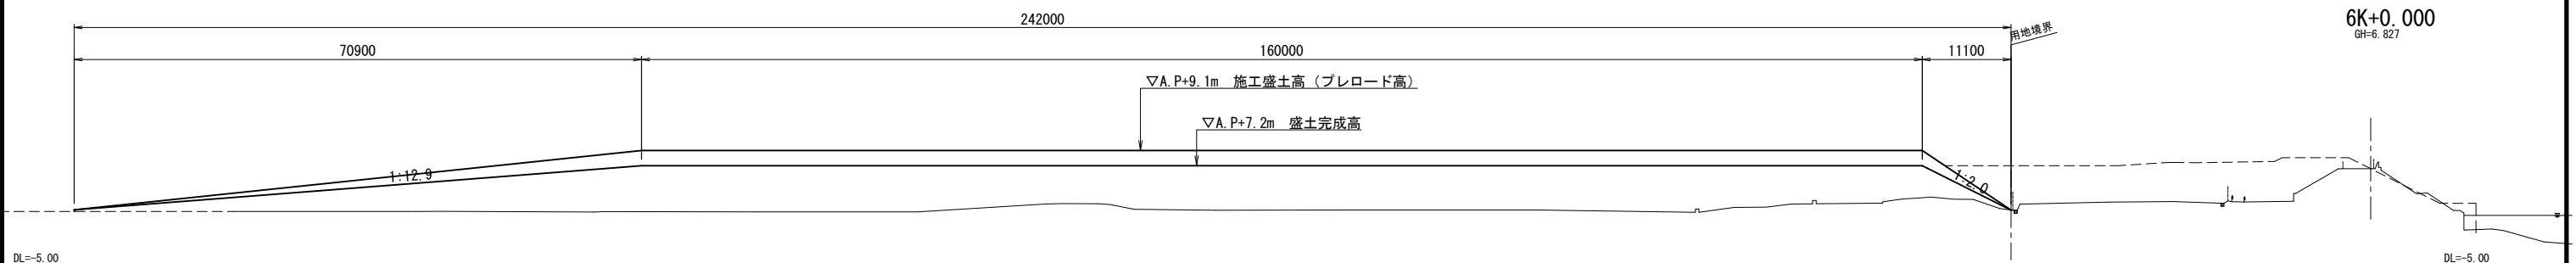 242000
用地境界
6K+0.000
GH=6.827
70900
160000
11100
▽A.P+9.1m 施工盛土高（プレロード高）
▽A.P+7.2m 盛土完成高
1:12.9
1:2.0
DL=-5.00
DL=-5.00